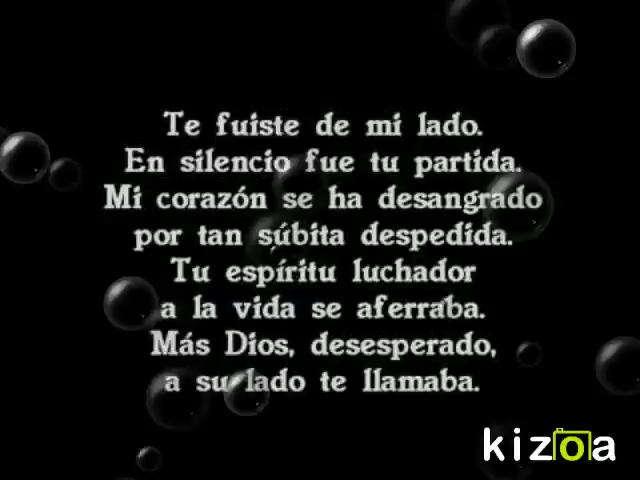 Te fuiste de mi lado.
En silencio fue tu partida.
Mi corazón se ha desangrado
por tan súbita despedida.
Tu espíritu luchador
a la vida se aferraba.
Más Dios, desesperado,
a su lado te llamaba.
kizoa